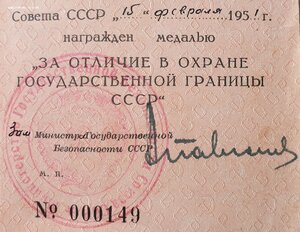 Совета СССР „15" февраля 1951 г.
награжден медалью
„ЗА ОТЛИЧИЕ В ОХРАНЕ
ГОСУДАРСТВЕННОЙ ГРАНИЦЫ
СССР"
Зам Министр Государственной
Безопасности СССР
М. П.
№ 000149